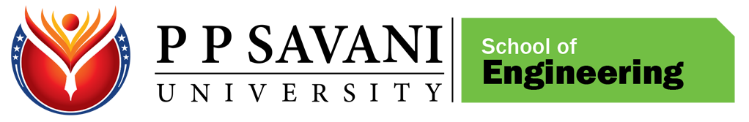 P P SAVANI
UNIVERSITY
School of
Engineering